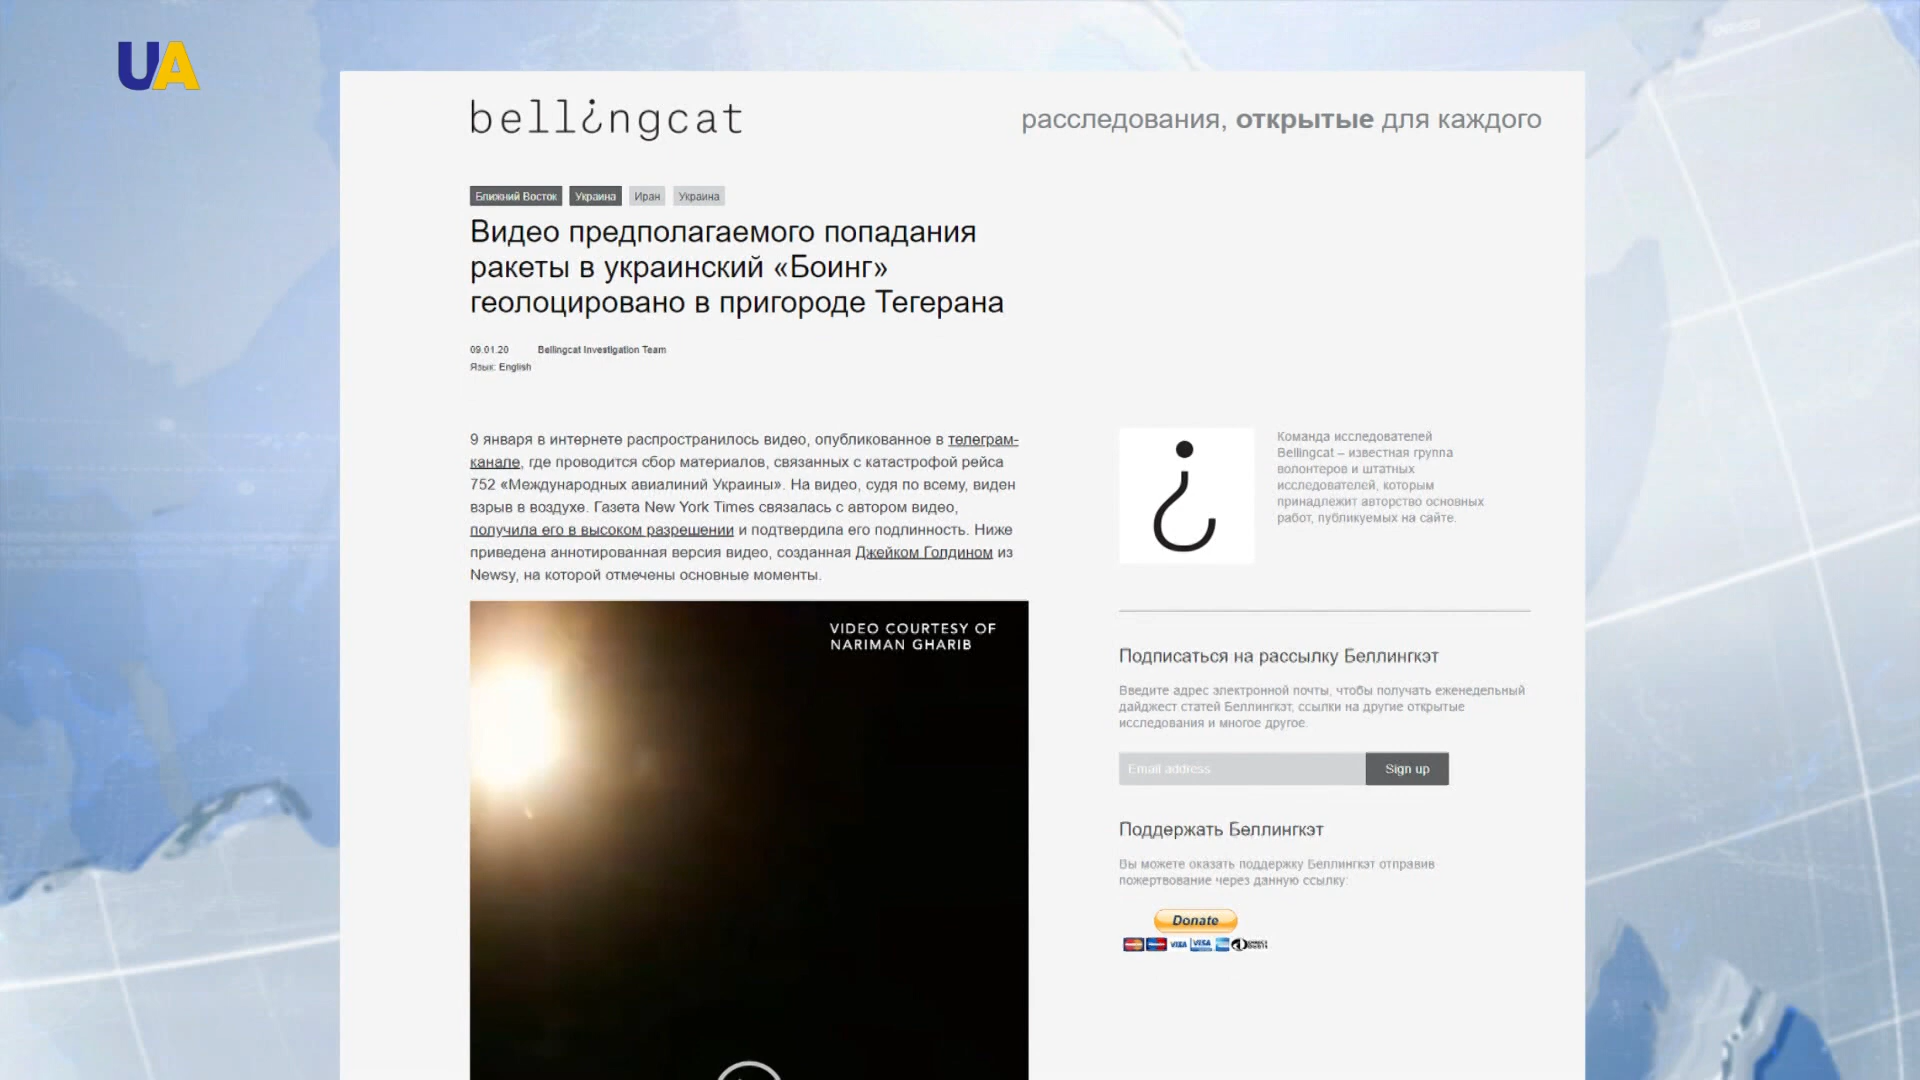 UA
bellingcat
расследования, открытые для каждого
Ближний Восток Украина Иран Украина
Видео предполагаемого попадания
ракеты в украинский «Боинг»
геолоцировано в пригороде Тегерана
09.01.20 Bellingcat Investigation Team
Язык: English
9 января в интернете распространилось видео, опубликованное в телеграм-
канале, где проводится сбор материалов, связанных с катастрофой рейса
752 «Международных авиалиний Украины». На видео, судя по всему, виден
взрыв в воздухе. Газета New York Times связалась с автором видео,
получила его в высоком разрешении и подтвердила его подлинность. Ниже
приведена аннотированная версия видео, созданная Джейком Голдином из
Newsy, на которой отмечены основные моменты.
VIDEO COURTESY OF
NARIMAN GHARIB
Команда исследователей
Bellingcat – известная группа
волонтеров и штатных
исследователей, которым
принадлежит авторство основных
работ, публикуемых на сайте.
Подписаться на рассылку Беллингкэт
Введите адрес электронной почты, чтобы получать еженедельный
дайджест статей Беллингкэт, ссылки на другие открытые
исследования и многое другое.
Email address Sign up
Поддержать Беллингкэт
Вы можете оказать поддержку Беллингкэт отправив
пожертвование через данную ссылку:
Donate
VISA VISA